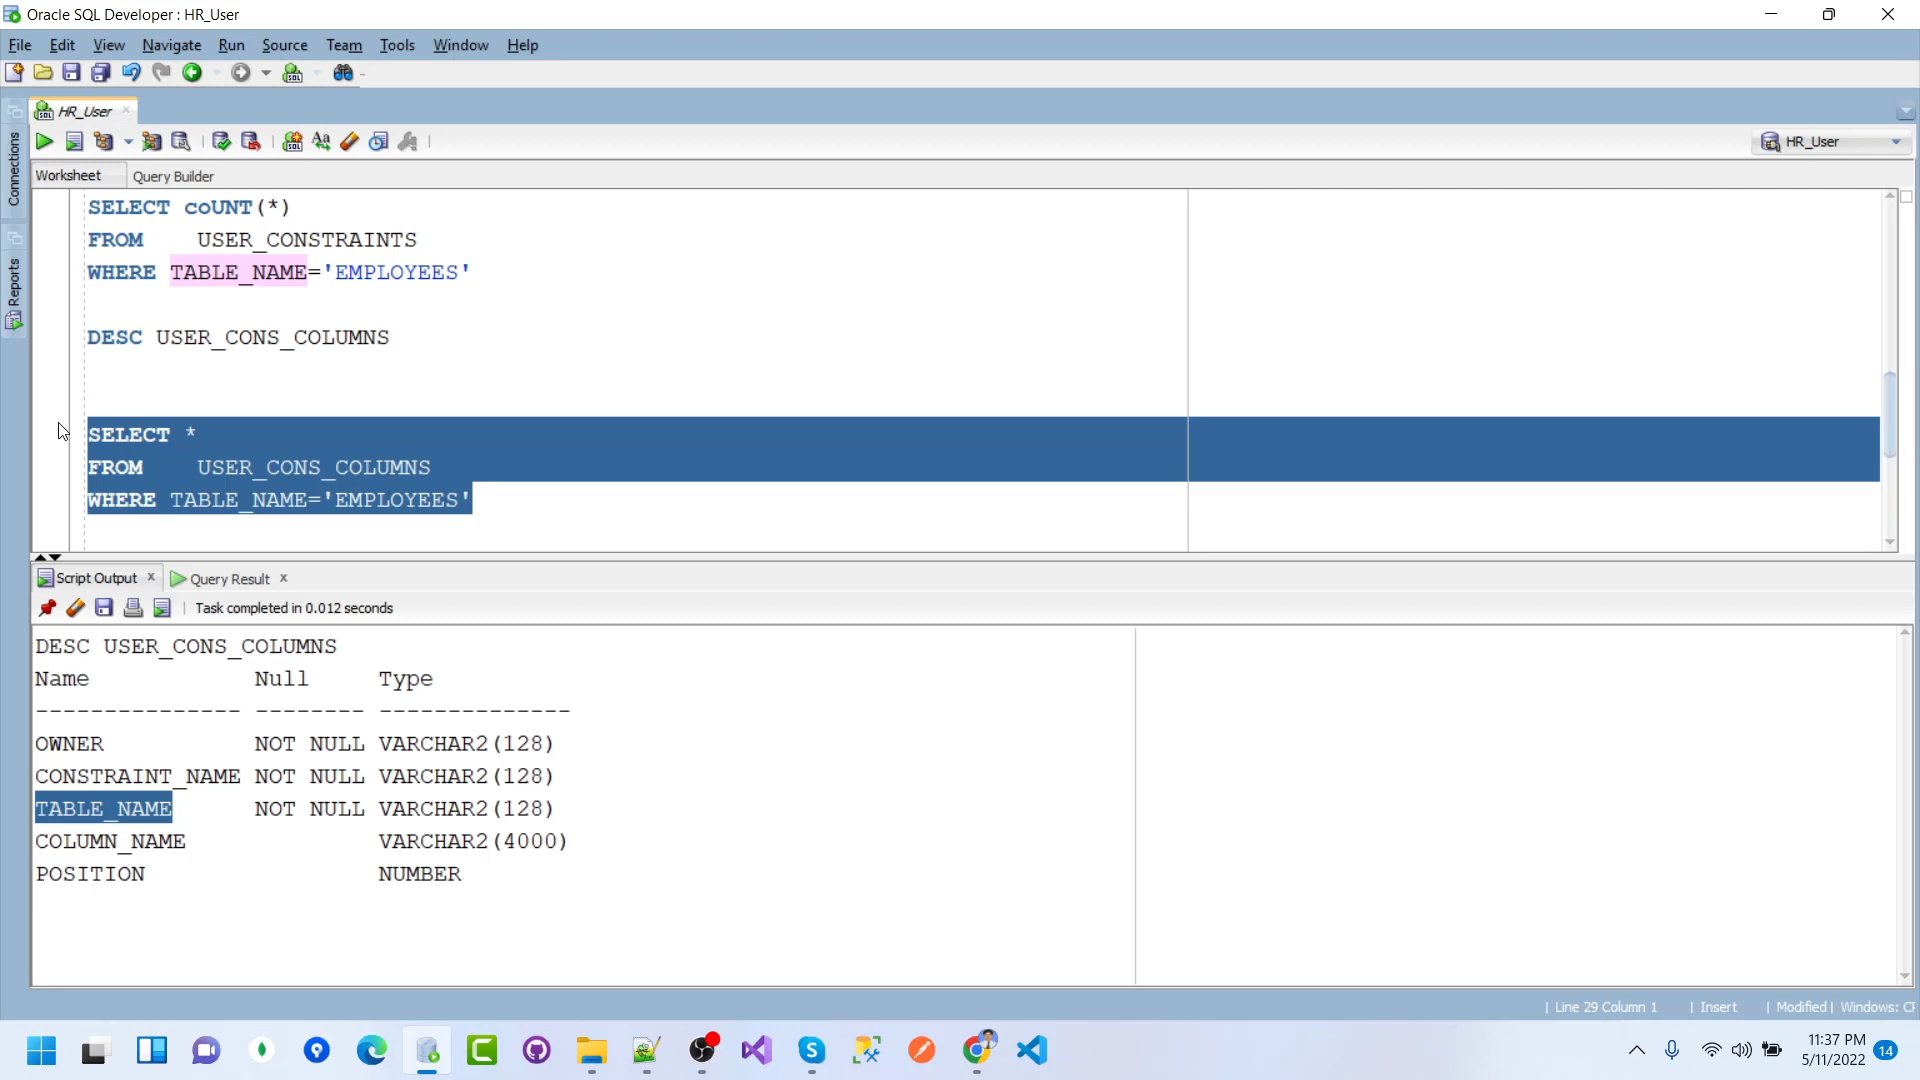 Oracle SQL Developer : HR_User
File Edit View Navigate Run Source Team Tools Window Help
HR_User
HR_User
Connections
Reports
Worksheet Query Builder
SELECT coUNT(*)
FROM USER_CONSTRAINTS
WHERE TABLE_NAME='EMPLOYEES'
DESC USER_CONS_COLUMNS
SELECT *
FROM USER_CONS_COLUMNS
WHERE TABLE_NAME='EMPLOYEES'
Script Output Query Result
Task completed in 0.012 seconds
DESC USER_CONS_COLUMNS
Name Null Type
--------------- -------- --------------
OWNER NOT NULL VARCHAR2(128)
CONSTRAINT_NAME NOT NULL VARCHAR2(128)
TABLE_NAME NOT NULL VARCHAR2(128)
COLUMN_NAME VARCHAR2(4000)
POSITION NUMBER
| Line 29 Column 1 | Insert | Modified | Windows: CF
11:37 PM
5/11/2022
14